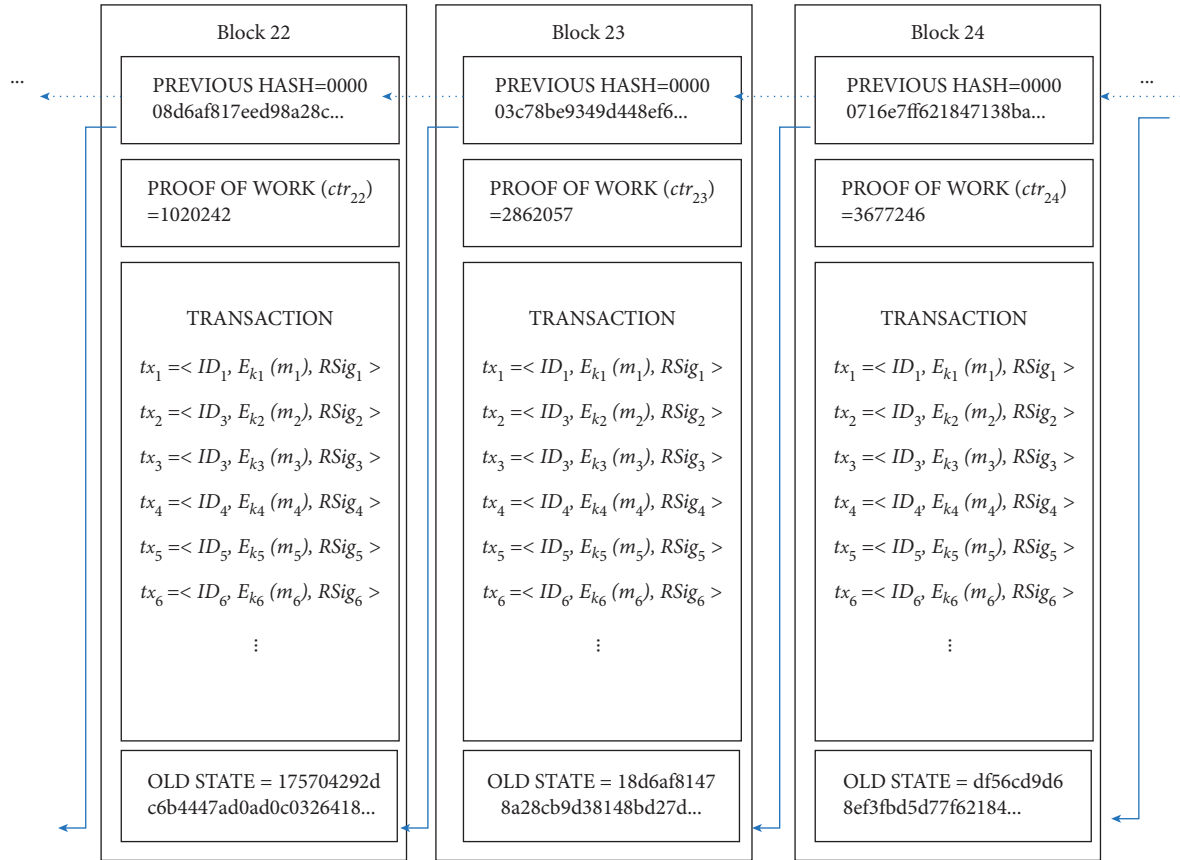 ...
Block 22
PREVIOUS HASH=0000
08d6af817eed98a28c...
PROOF OF WORK (ctr22)
=1020242
TRANSACTION
tx1 =< ID1, Ek1 (m1), RSig1 >
tx2 =< ID3, Ek2 (m2), RSig2 >
tx3 =< ID3, Ek3 (m3), RSig3 >
tx4 =< ID4, Ek4 (m4), RSig4 >
tx5 =< ID5, Ek5 (m5), RSig5 >
tx6 =< ID6, Ek6 (m6), RSig6 >
⋮
OLD STATE = 175704292d
c6b4447ad0ad0c0326418...
Block 23
PREVIOUS HASH=0000
03c78be9349d448ef6...
PROOF OF WORK (ctr23)
=2862057
TRANSACTION
tx1 =< ID1, Ek1 (m1), RSig1 >
tx2 =< ID3, Ek2 (m2), RSig2 >
tx3 =< ID3, Ek3 (m3), RSig3 >
tx4 =< ID4, Ek4 (m4), RSig4 >
tx5 =< ID5, Ek5 (m5), RSig5 >
tx6 =< ID6, Ek6 (m6), RSig6 >
⋮
OLD STATE = 18d6af8147
8a28cb9d38148bd27d...
Block 24
PREVIOUS HASH=0000
0716e7ff621847138ba...
PROOF OF WORK (ctr24)
=3677246
TRANSACTION
tx1 =< ID1, Ek1 (m1), RSig1 >
tx2 =< ID3, Ek2 (m2), RSig2 >
tx3 =< ID3, Ek3 (m3), RSig3 >
tx4 =< ID4, Ek4 (m4), RSig4 >
tx5 =< ID5, Ek5 (m5), RSig5 >
tx6 =< ID6, Ek6 (m6), RSig6 >
⋮
OLD STATE = df56cd9d6
8ef3fbd5d77f62184...
...